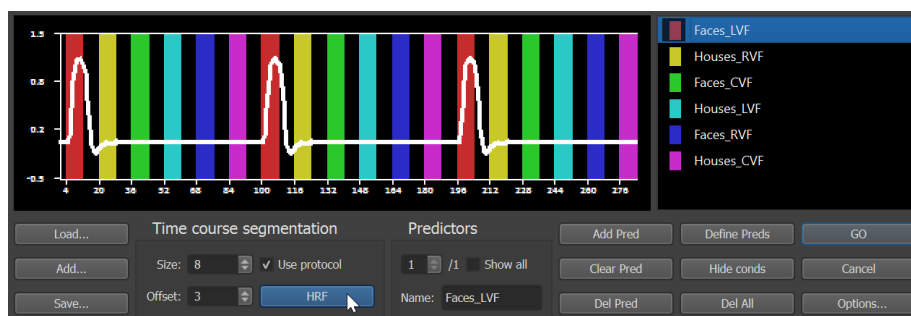 1.5
0.8
0.2
-0.5
4 20 36 52 68 84 100 116 132 148 164 180 196 212 228 244 260 276
Faces_LVF
Houses_RVF
Faces_CVF
Houses_LVF
Faces_RVF
Houses_CVF
Load...
Add...
Save...
Time course segmentation
Size: 8 Use protocol
Offset: 3 HRF
Predictors
1 /1 Show all
Name: Faces_LVF
Add Pred Define Preds GO
Clear Pred Hide conds Cancel
Del Pred Del All Options...